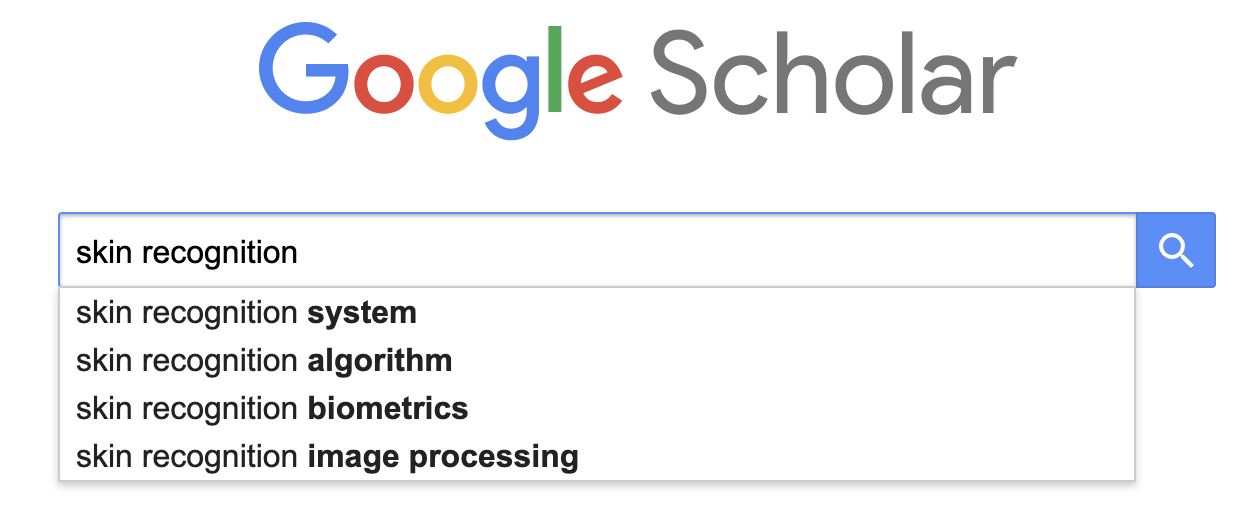 Google Scholar
skin recognition
skin recognition system
skin recognition algorithm
skin recognition biometrics
skin recognition image processing